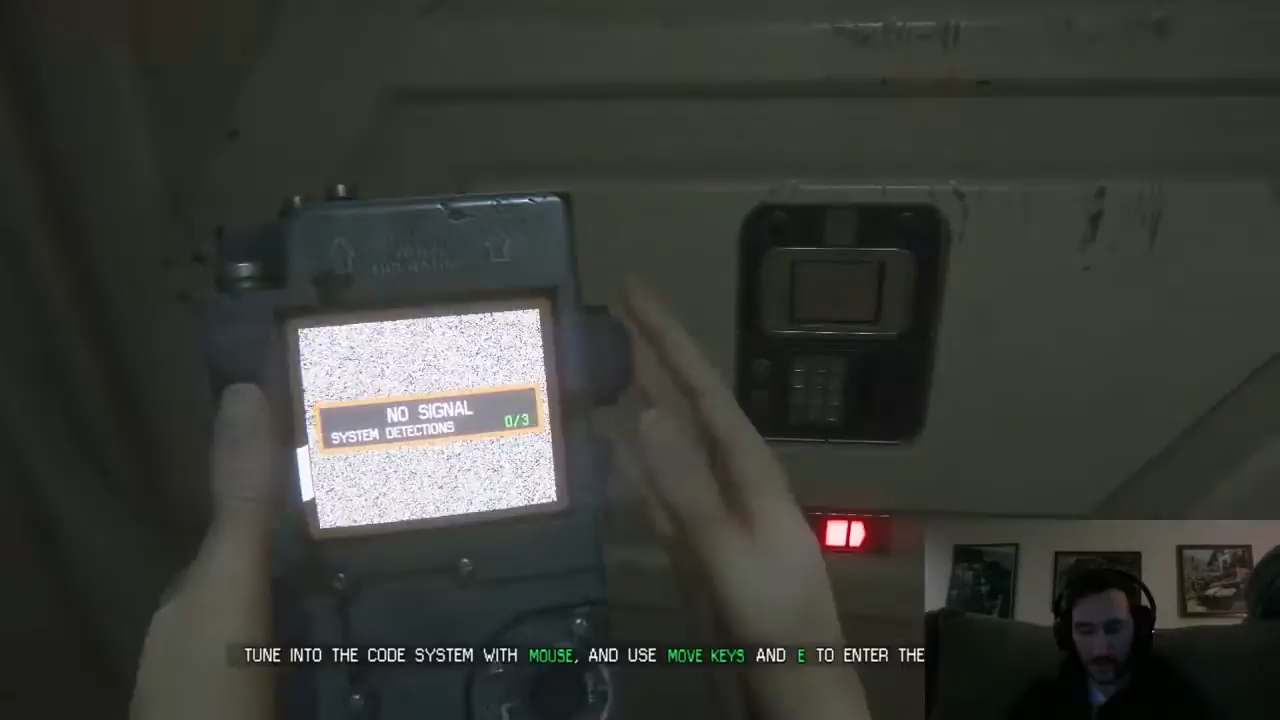 NO SIGNAL
SYSTEM DETECTIONS 0/3
TUNE INTO THE CODE SYSTEM WITH MOUSE, AND USE MOVE KEYS AND E TO ENTER THE